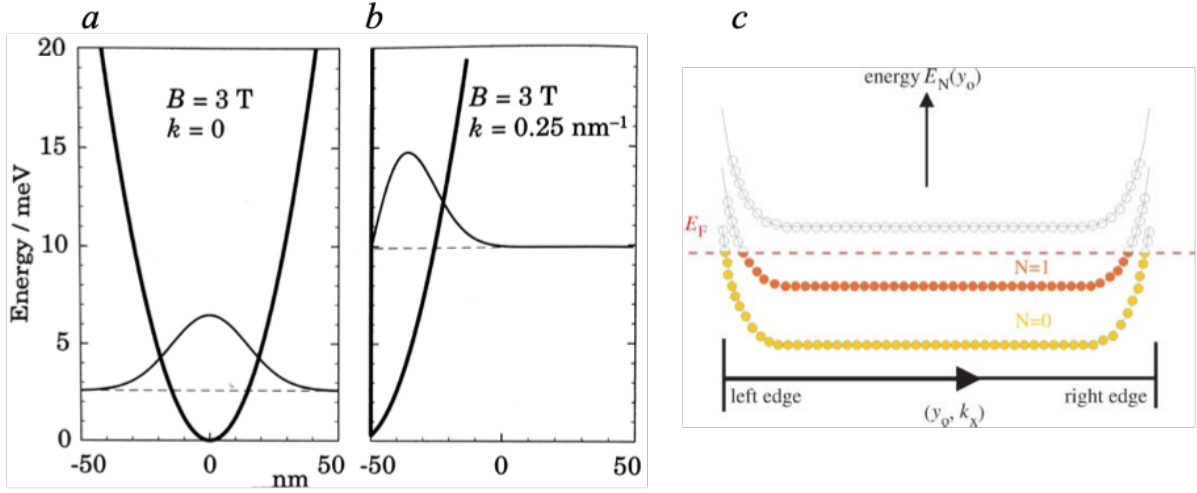 a
b
c
20
15
10
5
0
Energy / meV
B = 3 T
k = 0
-50
0
50
nm
B = 3 T
k = 0.25 nm⁻¹
-50
0
50
energy E_N(y_o)
E_F
N=1
N=0
left edge
right edge
(y_o, k_x)